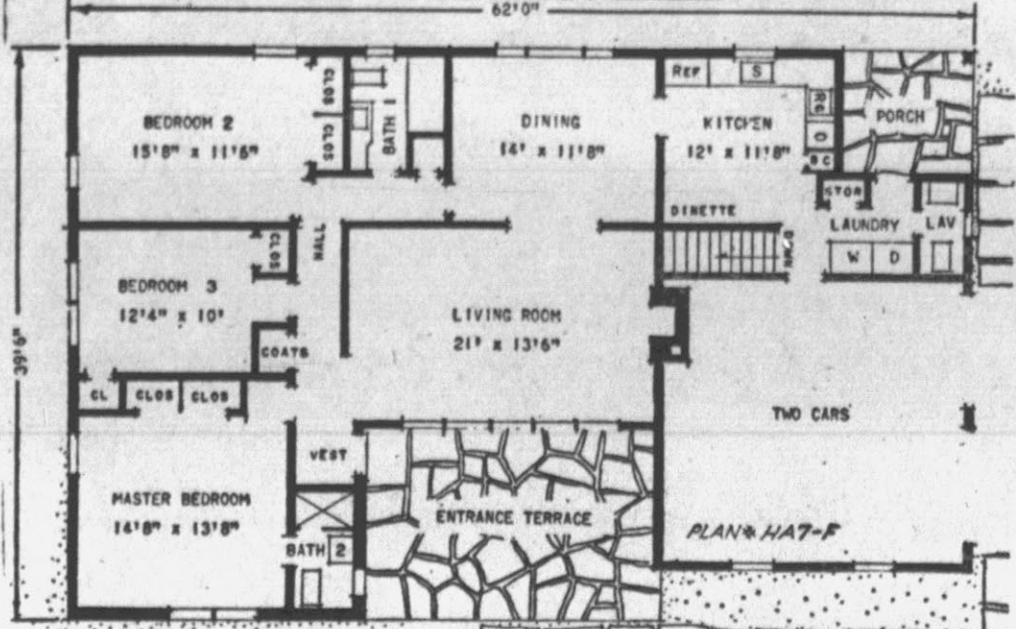 62'0"
39'6"
BEDROOM 2
15'8" x 11'6"
CLOS
CLOS
BATH 1
DINING
14' x 11'8"
REF
S
KITCHEN
12' x 11'8"
RG
O
B C
PORCH
STOR
LAUNDRY
LAV
W
D
DINETTE
DWN
HALL
CLOS
BEDROOM 3
12'4" x 10'
COATS
LIVING ROOM
21' x 13'6"
CL
CLOS
CLOS
TWO CARS
VEST
MASTER BEDROOM
14'8" x 13'8"
BATH 2
ENTRANCE TERRACE
PLAN# HA7-F